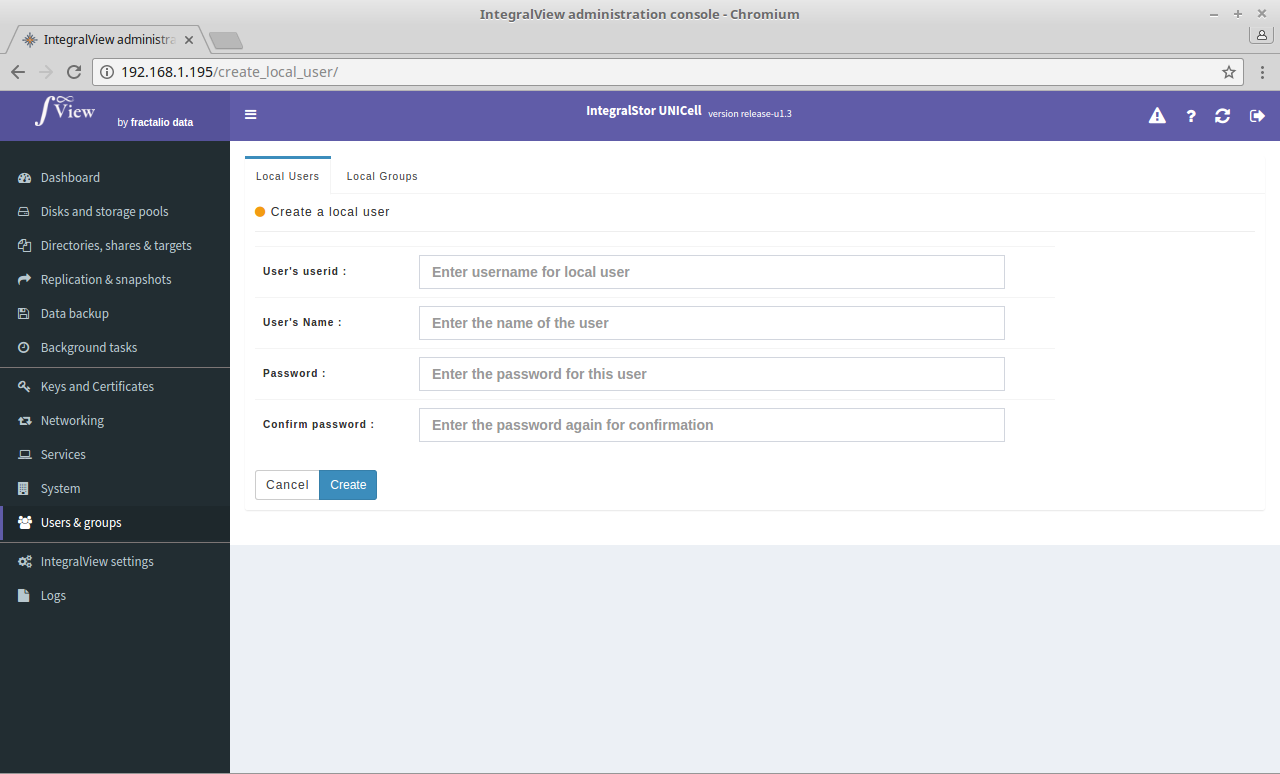 IntegralView administration console - Chromium
IntegralView administra
192.168.1.195/create_local_user/
View by fractalio data
IntegralStor UNICell version release-u1.3
Dashboard
Disks and storage pools
Directories, shares & targets
Replication & snapshots
Data backup
Background tasks
Keys and Certificates
Networking
Services
System
Users & groups
IntegralView settings
Logs
Local Users Local Groups
Create a local user
User's userid : Enter username for local user
User's Name : Enter the name of the user
Password : Enter the password for this user
Confirm password : Enter the password again for confirmation
Cancel Create